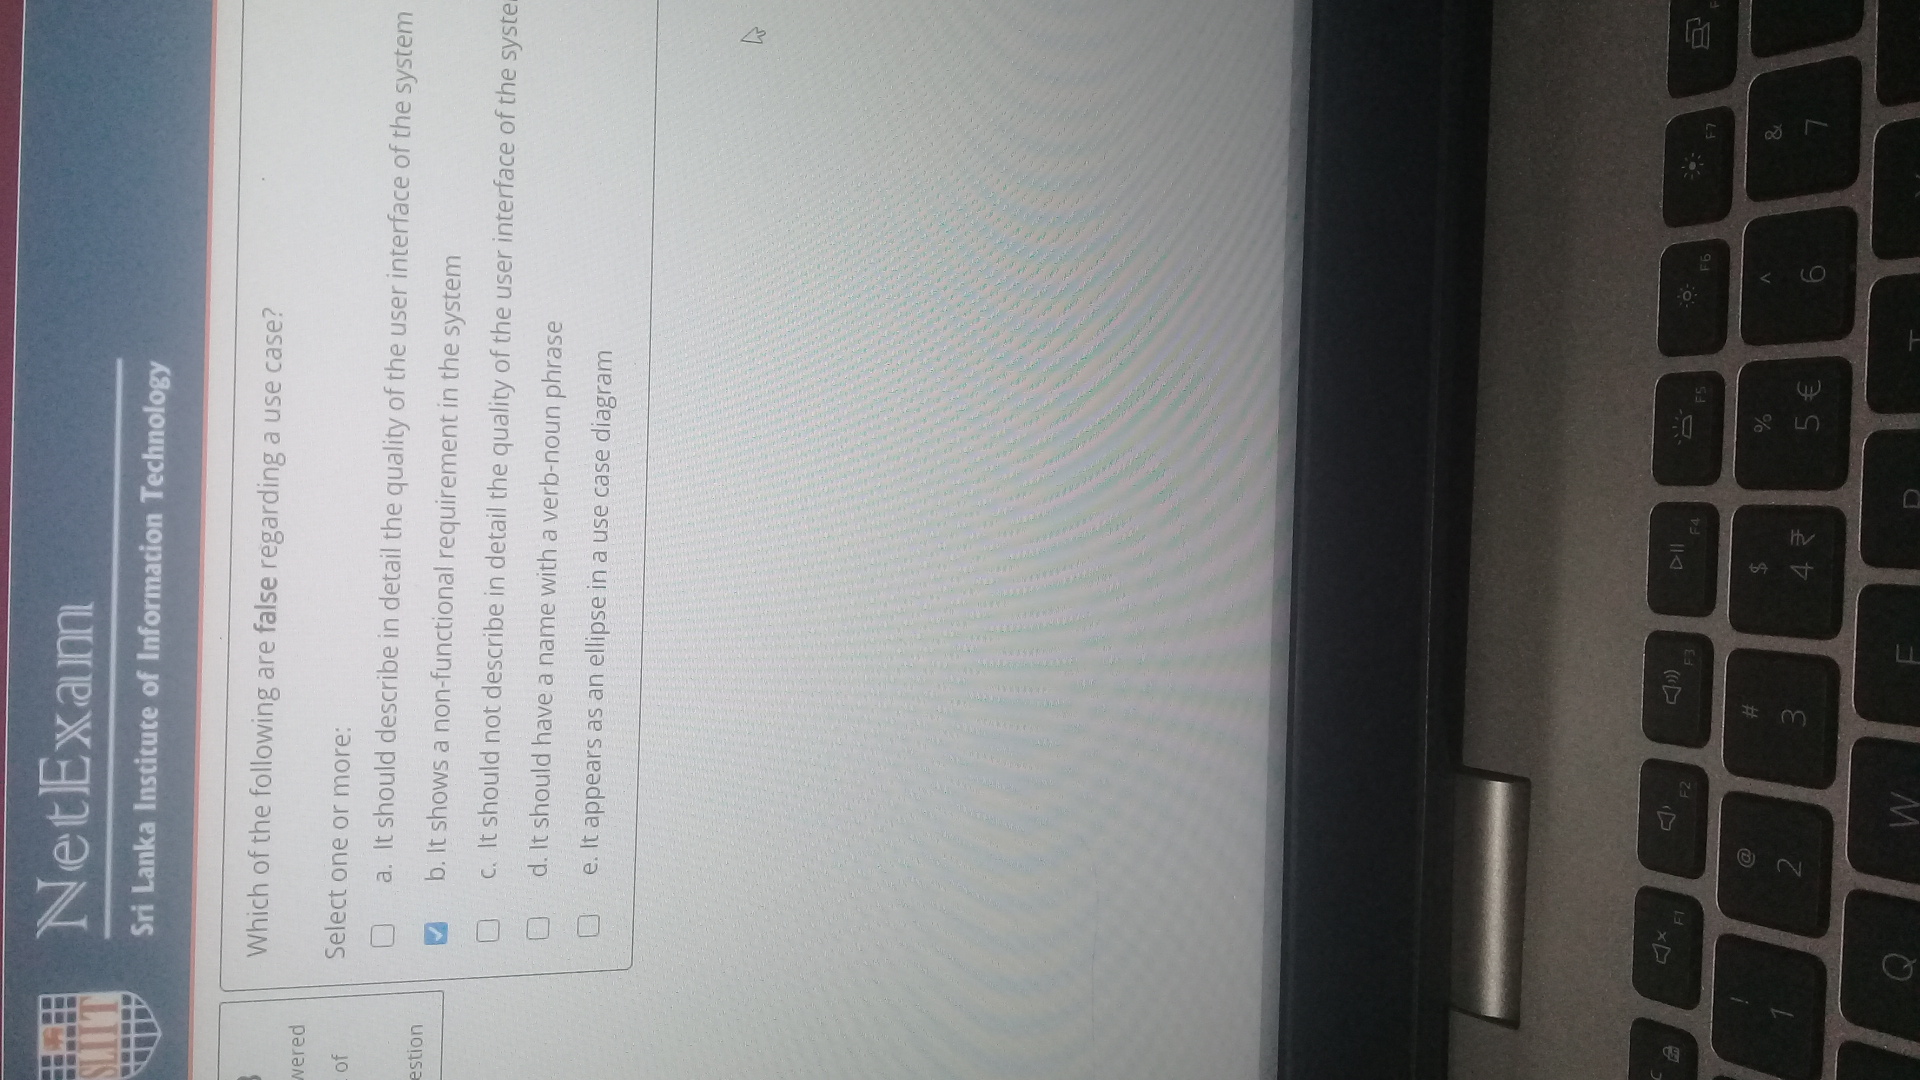 SLIIT
NetExam
Sri Lanka Institute of Information Technology
wered
of
estion
Which of the following are false regarding a use case?
Select one or more:
a. It should describe in detail the quality of the user interface of the system
b. It shows a non-functional requirement in the system
c. It should not describe in detail the quality of the user interface of the syste
d. It should have a name with a verb-noun phrase
e. It appears as an ellipse in a use case diagram
F1 F2 F3 F4 F5 F6 F7
! @ # $ % ^ &
1 2 3 4 ₹ 5 € 6 7
Q W